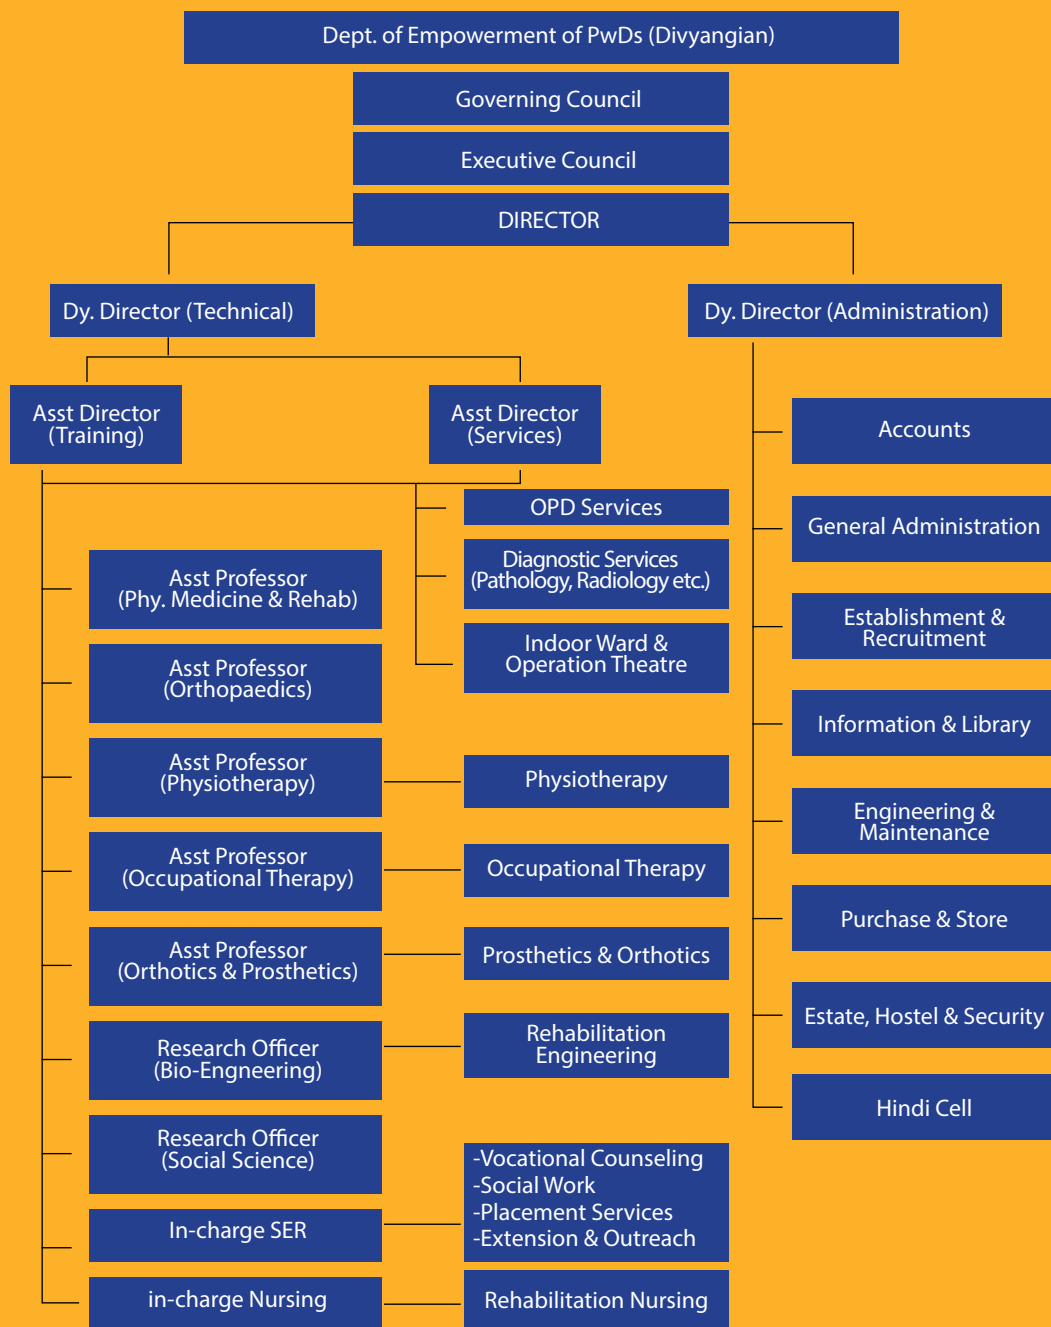 Dept. of Empowerment of PwDs (Divyangian)
Governing Council
Executive Council
DIRECTOR
Dy. Director (Technical)
Dy. Director (Administration)
Asst Director
(Training)
Asst Director
(Services)
OPD Services
Diagnostic Services
(Pathology, Radiology etc.)
Indoor Ward &
Operation Theatre
Asst Professor
(Phy. Medicine & Rehab)
Asst Professor
(Orthopaedics)
Asst Professor
(Physiotherapy)
Physiotherapy
Asst Professor
(Occupational Therapy)
Occupational Therapy
Asst Professor
(Orthotics & Prosthetics)
Prosthetics & Orthotics
Research Officer
(Bio-Engneering)
Rehabilitation
Engineering
Research Officer
(Social Science)
In-charge SER
-Vocational Counseling
-Social Work
-Placement Services
-Extension & Outreach
in-charge Nursing
Rehabilitation Nursing
Accounts
General Administration
Establishment &
Recruitment
Information & Library
Engineering &
Maintenance
Purchase & Store
Estate, Hostel & Security
Hindi Cell